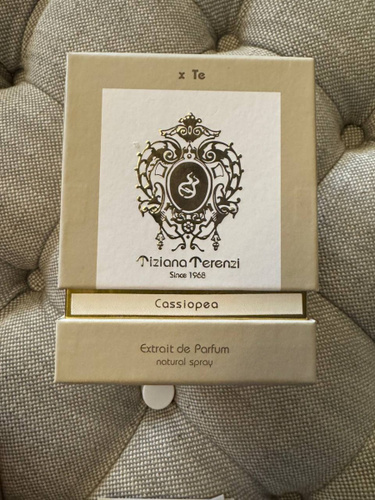 x Te
Tiziana Terenzi
Since 1968
Cassiopea
Extrait de Parfum
natural spray